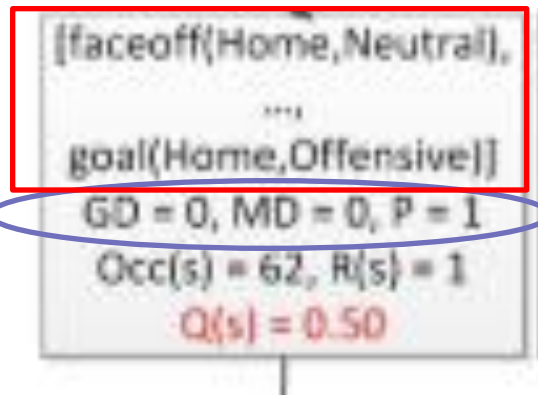 [faceoff(Home,Neutral),
...,
goal(Home,Offensive)]
GD = 0, MD = 0, P = 1
Occ(s) = 62, R(s) = 1
Q(s) = 0.50